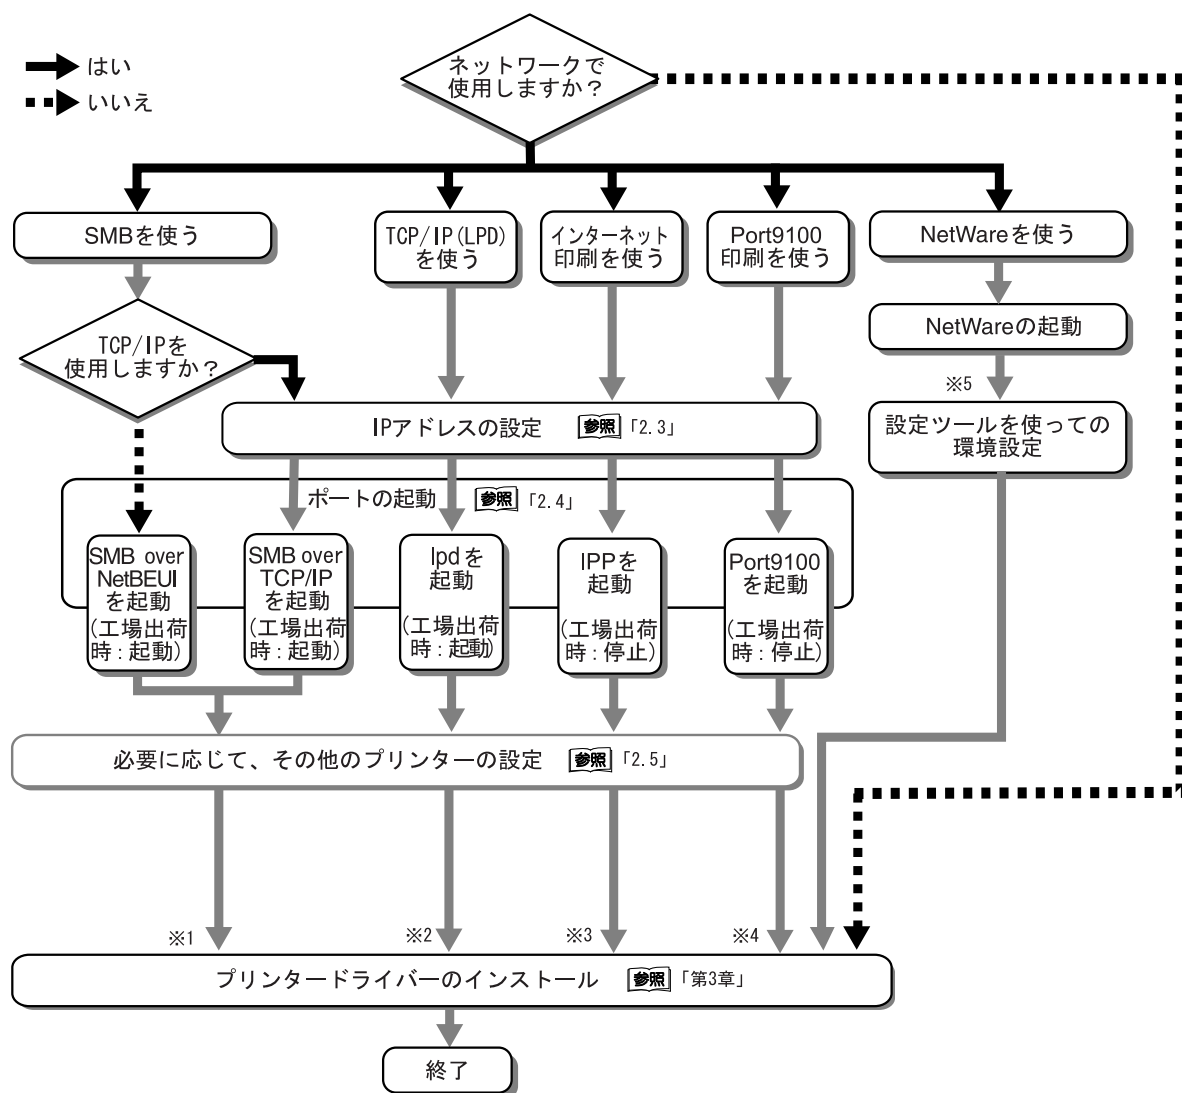 はい
いいえ
ネットワークで
使用しますか？
SMBを使う
TCP/IP(LPD)
を使う
インターネット
印刷を使う
Port9100
印刷を使う
NetWareを使う
TCP/IPを
使用しますか？
NetWareの起動
※5
IPアドレスの設定 参照「2.3」
設定ツールを使っての
環境設定
ポートの起動 参照「2.4」
SMB over
NetBEUI
を起動
(工場出荷
時：起動)
SMB over
TCP/IP
を起動
(工場出荷
時：起動)
lpdを
起動
(工場出荷
時：起動)
IPPを
起動
(工場出荷
時：停止)
Port9100
を起動
(工場出荷
時：停止)
必要に応じて、その他のプリンターの設定 参照「2.5」
※1
※2
※3
※4
プリンタードライバーのインストール 参照「第3章」
終了